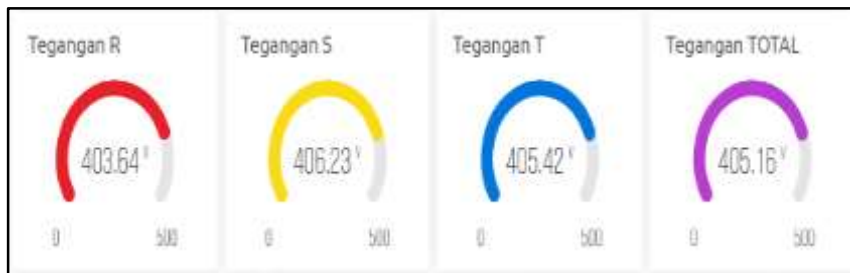 Tegangan R
403.64 V
0 500
Tegangan S
406.23 V
0 500
Tegangan T
405.42 V
0 500
Tegangan TOTAL
405.16 V
0 500